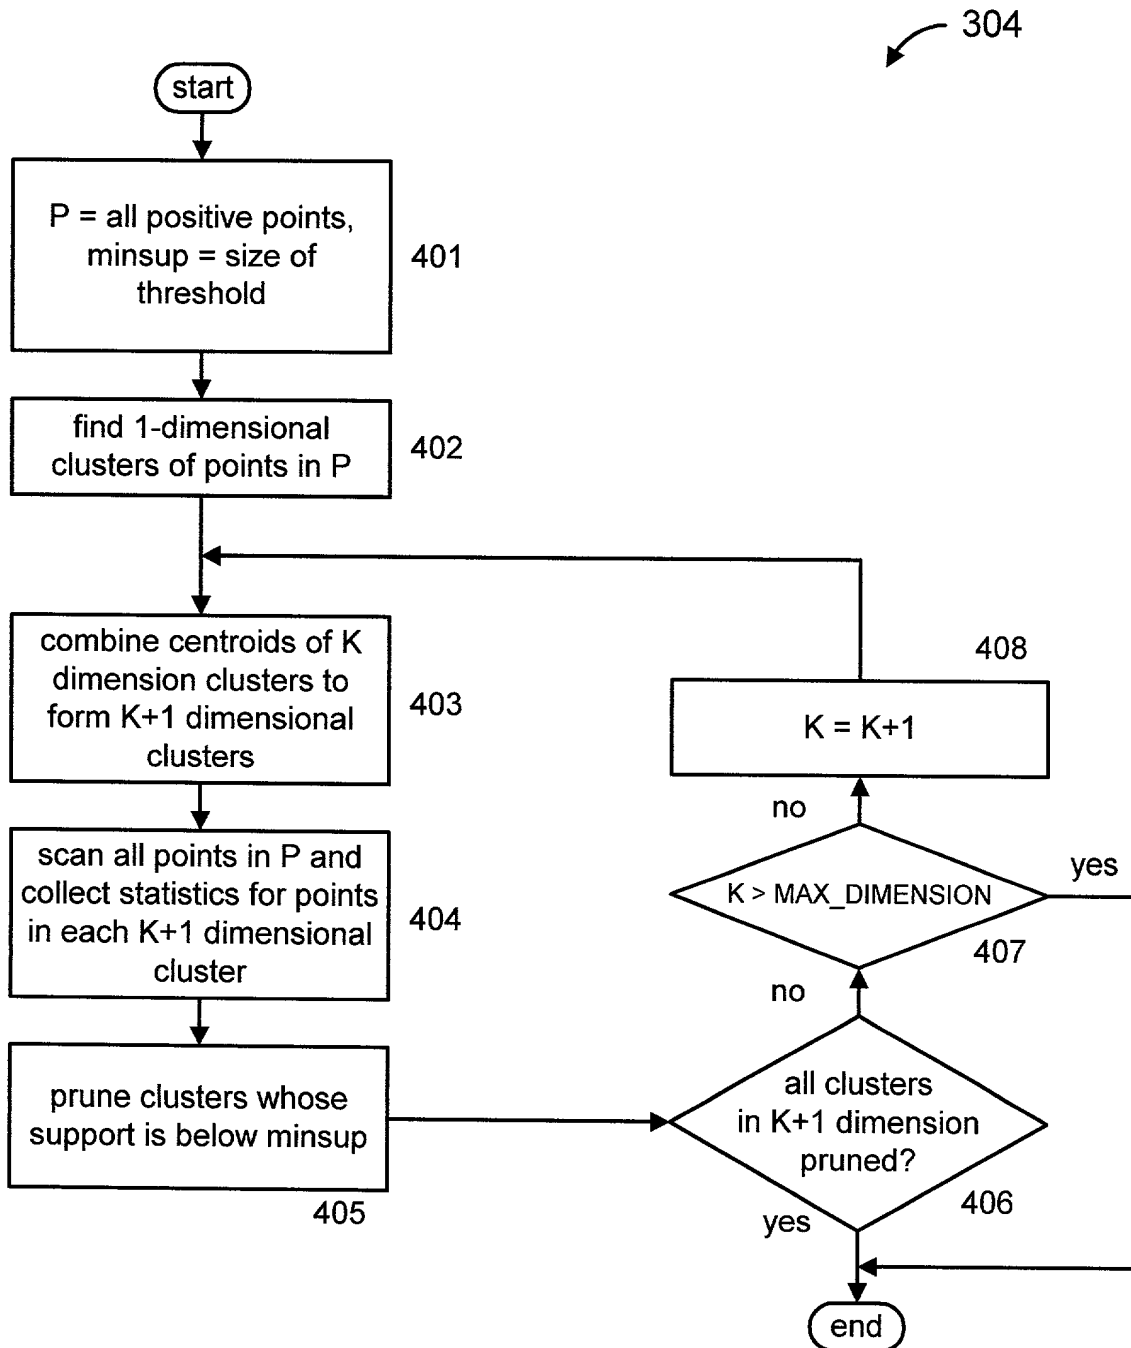 304
start
P = all positive points,
minsup = size of
threshold
401
find 1-dimensional
clusters of points in P
402
combine centroids of K
dimension clusters to
form K+1 dimensional
clusters
403
scan all points in P and
collect statistics for points
in each K+1 dimensional
cluster
404
prune clusters whose
support is below minsup
405
408
K = K+1
no
K > MAX_DIMENSION
yes
407
no
all clusters
in K+1 dimension
pruned?
406
yes
end